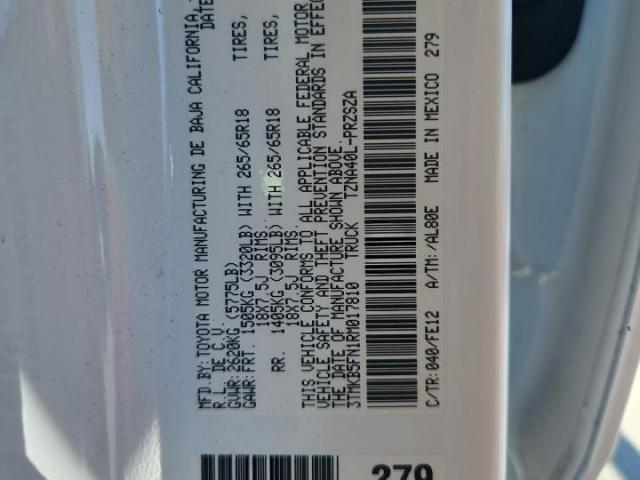 MFD.BY:TOYOTA MOTOR MANUFACTURING DE BAJA CALIFORNIA,
R.L. DE C.V. DATE
GVWR:2620KG (5775LB)
GAWR:FRT. 1505KG (3320LB) WITH 265/65R18 TIRES,
18X7.5J RIMS,
RR. 1405KG (3095LB) WITH 265/65R18 TIRES,
18X7.5J RIMS,
THIS VEHICLE CONFORMS TO ALL APPLICABLE FEDERAL MOTOR
VEHICLE SAFETY AND THEFT PREVENTION STANDARDS IN EFFEC
THE DATE OF MANUFACTURE SHOWN ABOVE.
3TMKB5FN1RM017810 TRUCK TZNA40L-PRZSZA
C/TR:040/FE12 A/TM:/AL80E MADE IN MEXICO 279
279